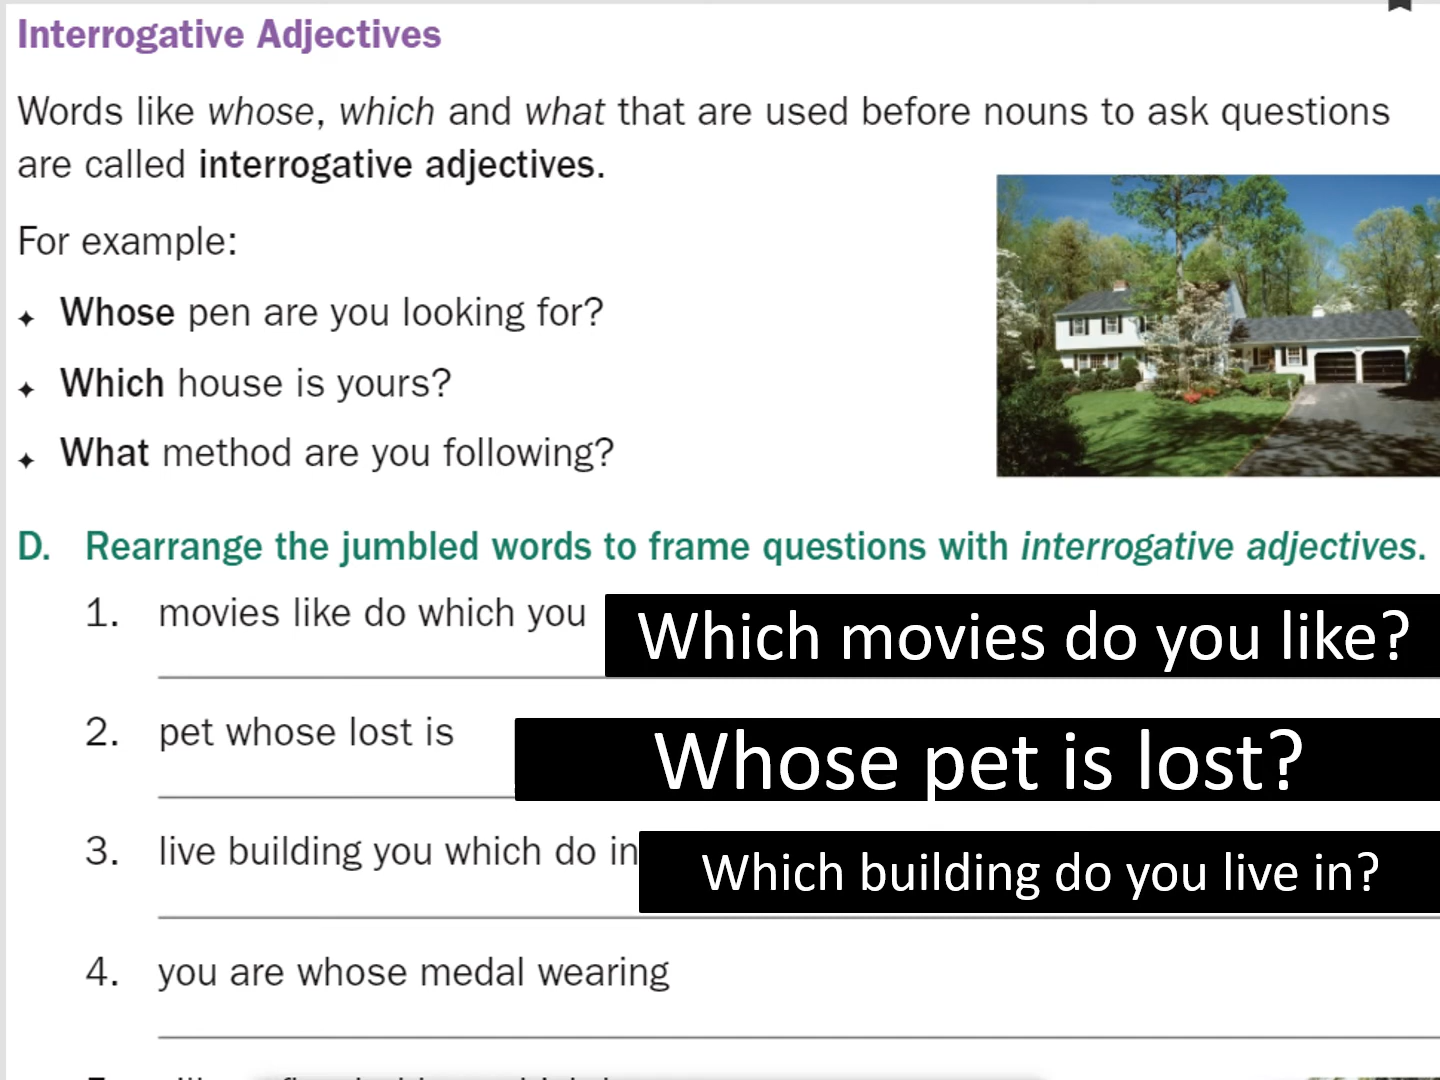 Interrogative Adjectives
Words like whose, which and what that are used before nouns to ask questions
are called interrogative adjectives.
For example:
Whose pen are you looking for?
Which house is yours?
What method are you following?
D. Rearrange the jumbled words to frame questions with interrogative adjectives.
1. movies like do which you
Which movies do you like?
2. pet whose lost is
Whose pet is lost?
3. live building you which do in
Which building do you live in?
4. you are whose medal wearing